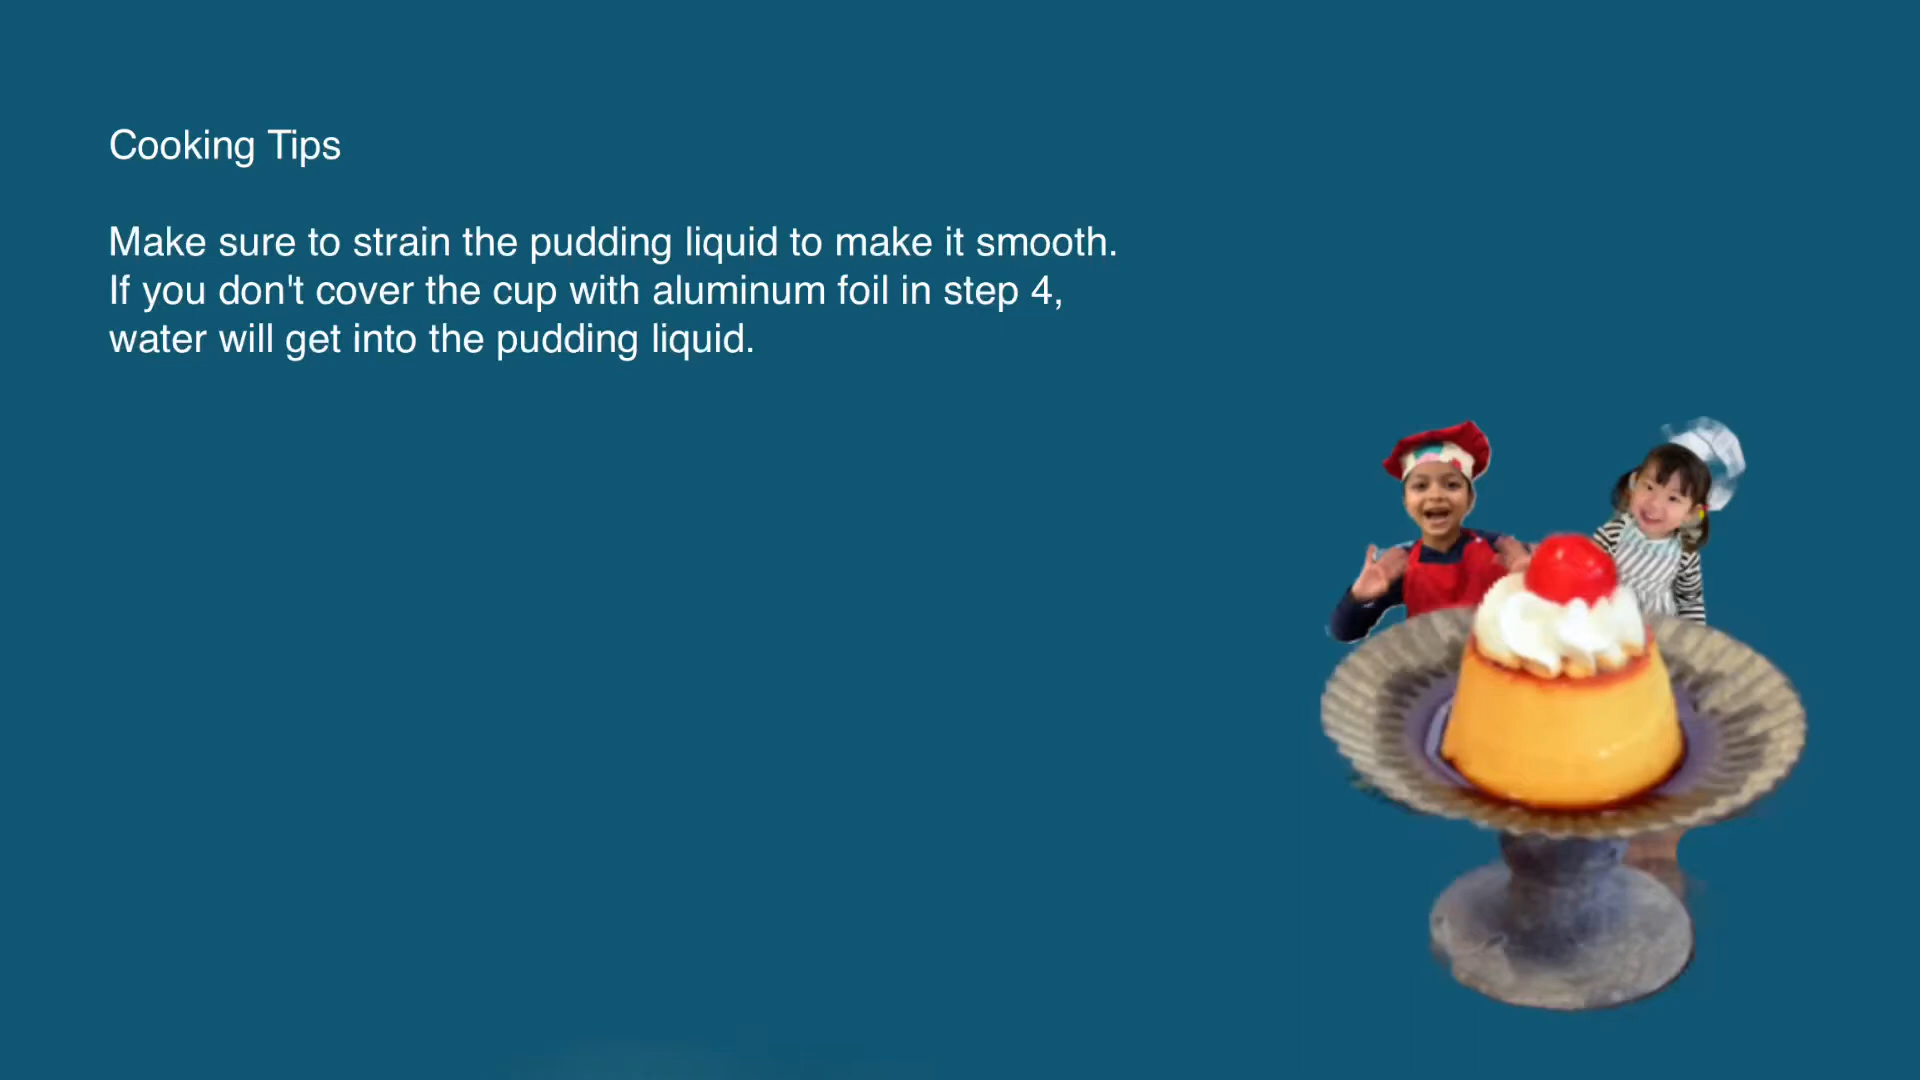 Cooking Tips
Make sure to strain the pudding liquid to make it smooth.
If you don't cover the cup with aluminum foil in step 4,
water will get into the pudding liquid.